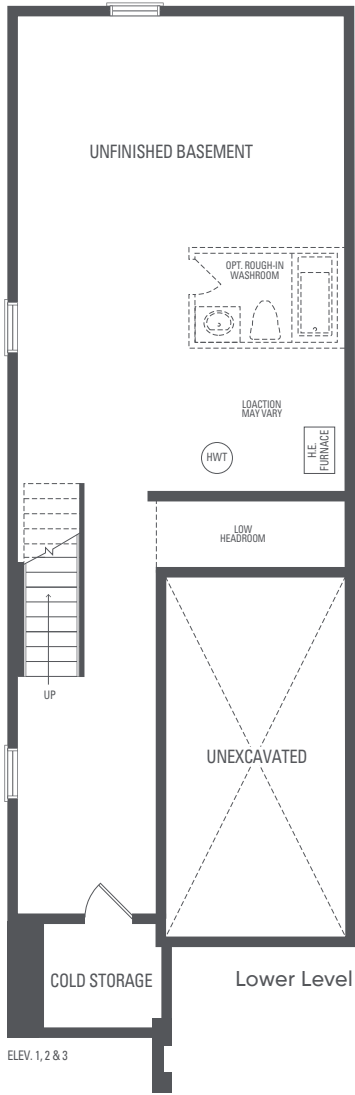 UNFINISHED BASEMENT
OPT. ROUGH-IN
WASHROOM
LOACTION
MAY VARY
HWT
H.E.
FURNACE
LOW
HEADROOM
UP
UNEXCAVATED
COLD STORAGE
Lower Level
ELEV. 1, 2 & 3